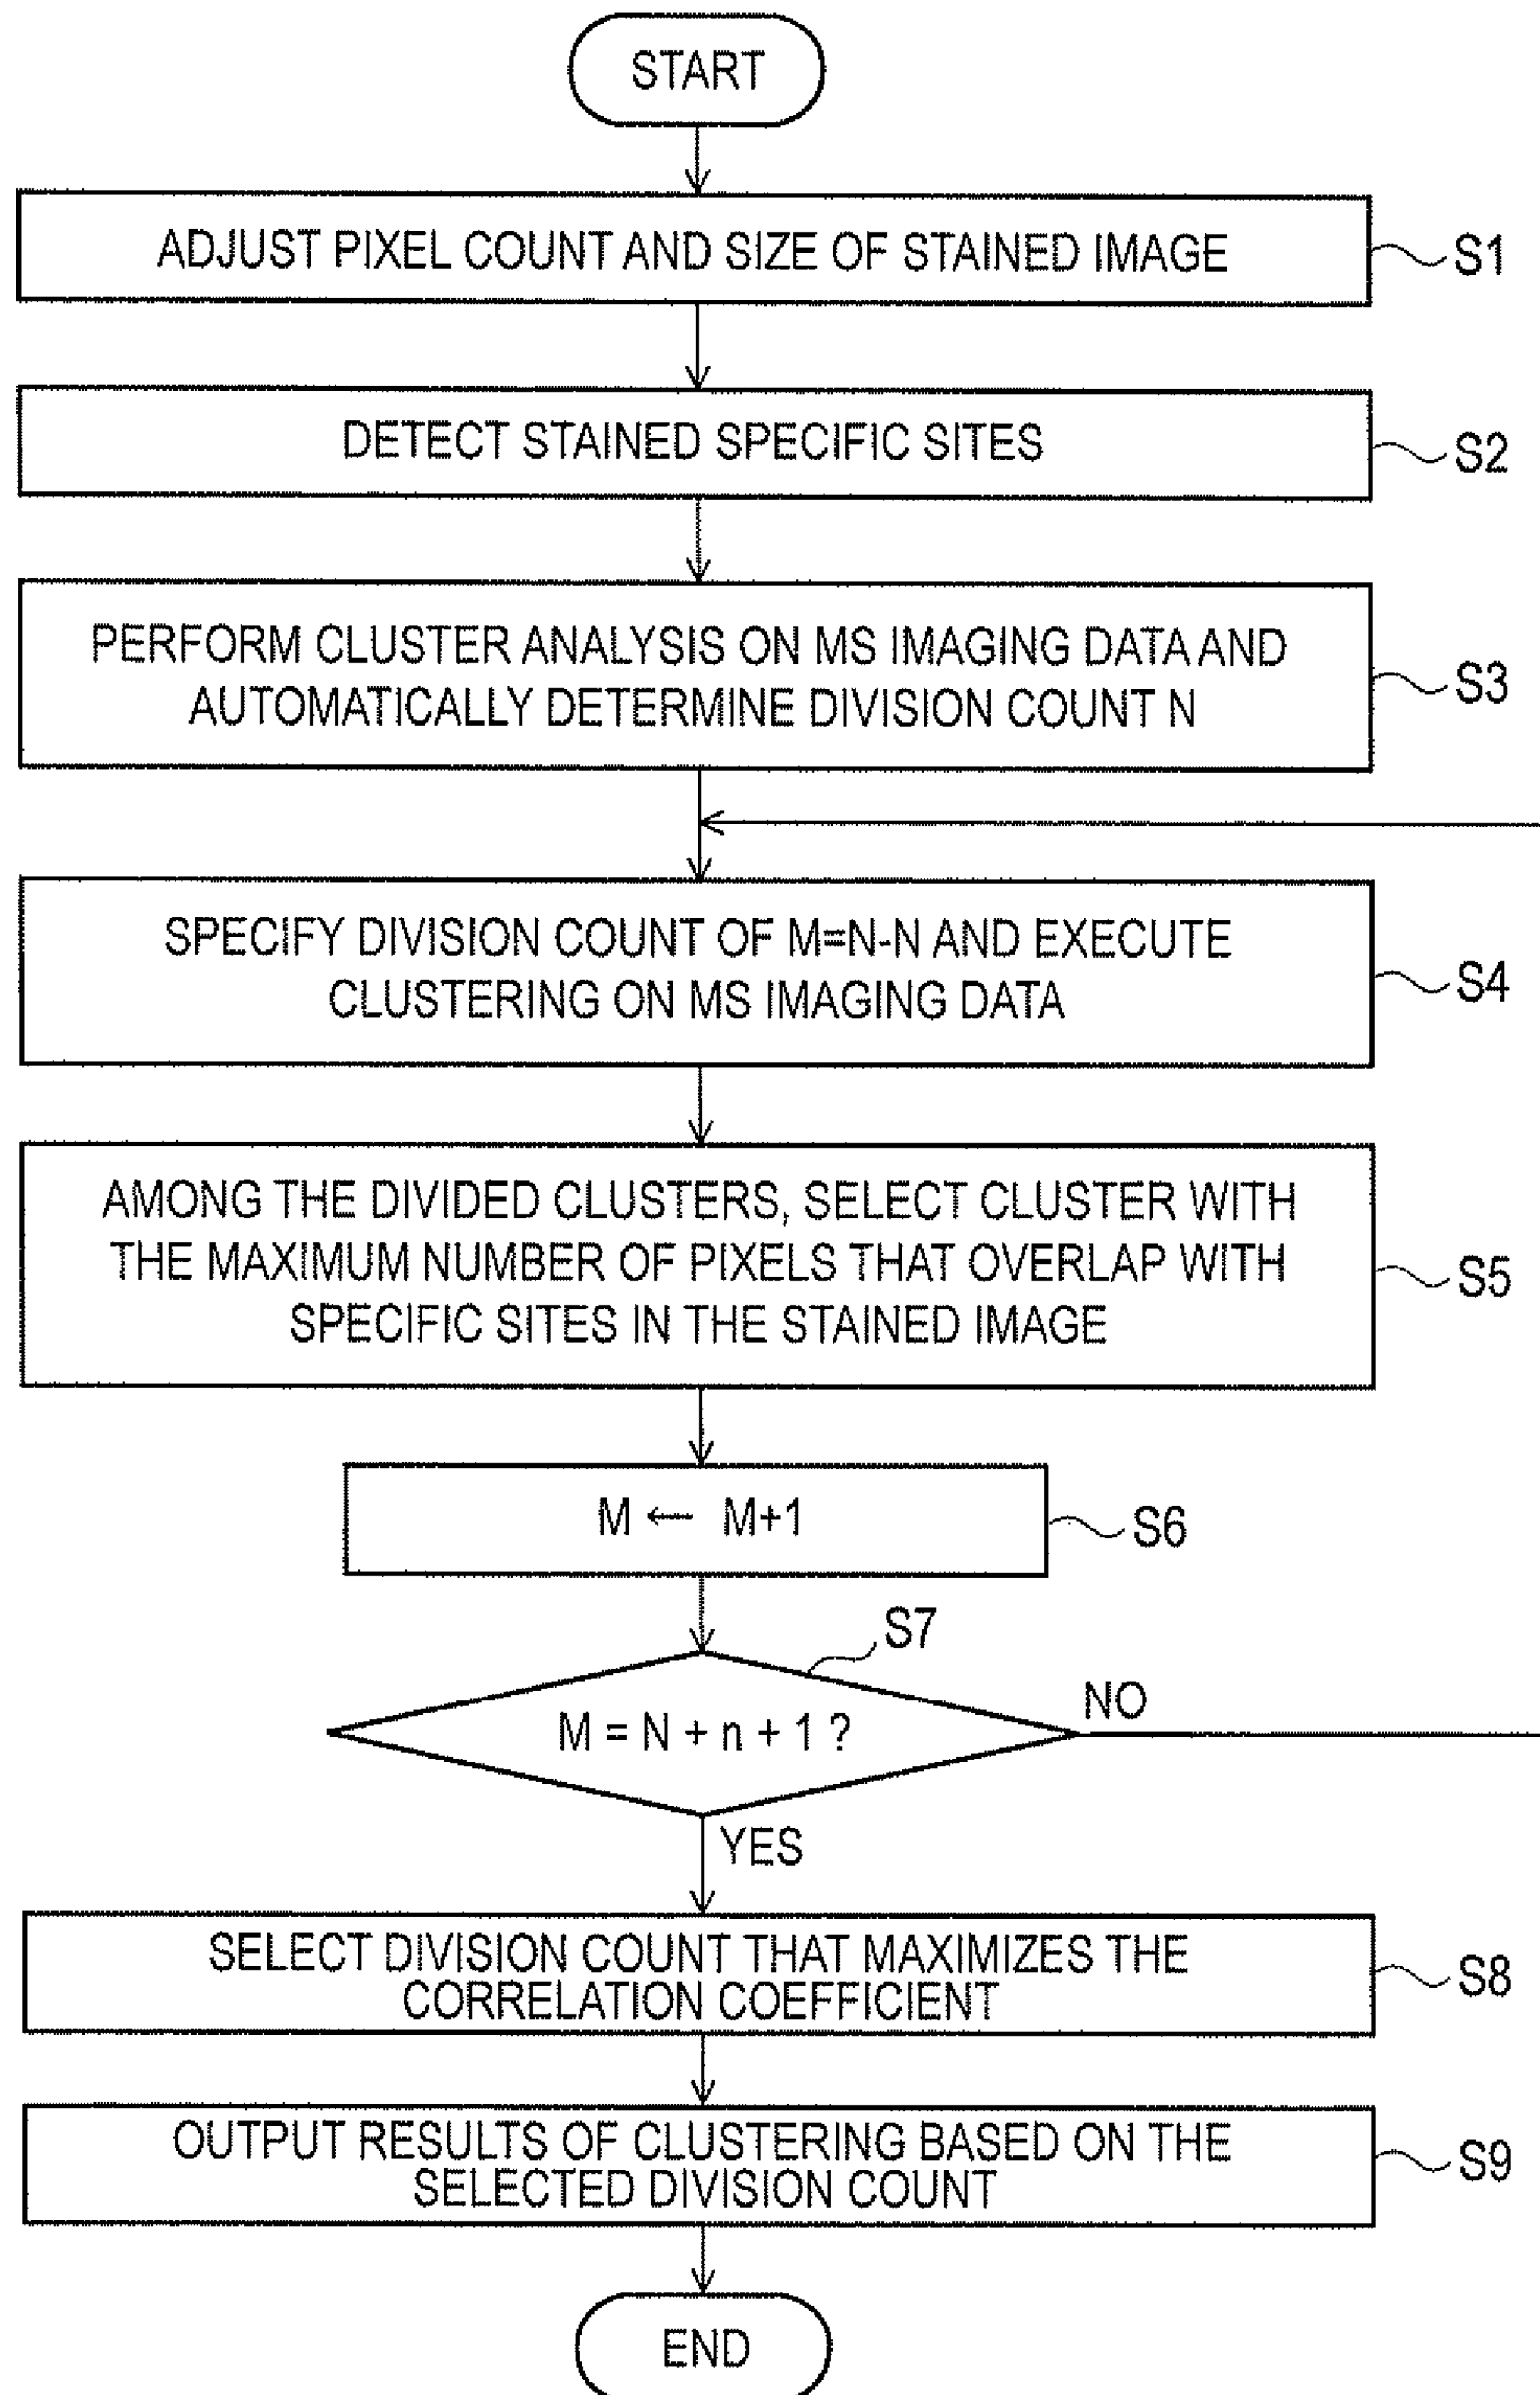 START
ADJUST PIXEL COUNT AND SIZE OF STAINED IMAGE
S1
DETECT STAINED SPECIFIC SITES
S2
PERFORM CLUSTER ANALYSIS ON MS IMAGING DATA AND
AUTOMATICALLY DETERMINE DIVISION COUNT N
S3
SPECIFY DIVISION COUNT OF M=N-N AND EXECUTE
CLUSTERING ON MS IMAGING DATA
S4
AMONG THE DIVIDED CLUSTERS, SELECT CLUSTER WITH
THE MAXIMUM NUMBER OF PIXELS THAT OVERLAP WITH
SPECIFIC SITES IN THE STAINED IMAGE
S5
M ← M+1
S6
S7
M = N + n + 1 ?
NO
YES
SELECT DIVISION COUNT THAT MAXIMIZES THE
CORRELATION COEFFICIENT
S8
OUTPUT RESULTS OF CLUSTERING BASED ON THE
SELECTED DIVISION COUNT
S9
END